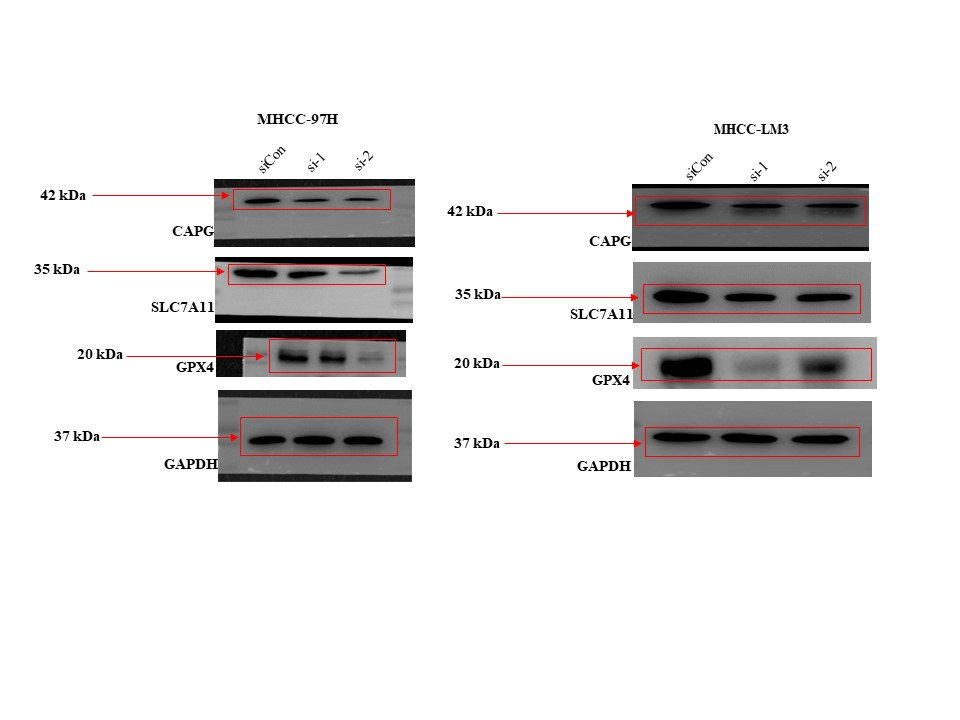 MHCC-97H
siCon si-1 si-2
42 kDa
CAPG
35 kDa
SLC7A11
20 kDa
GPX4
37 kDa
GAPDH
MHCC-LM3
siCon si-1 si-2
42 kDa
CAPG
35 kDa
SLC7A11
20 kDa
GPX4
37 kDa
GAPDH